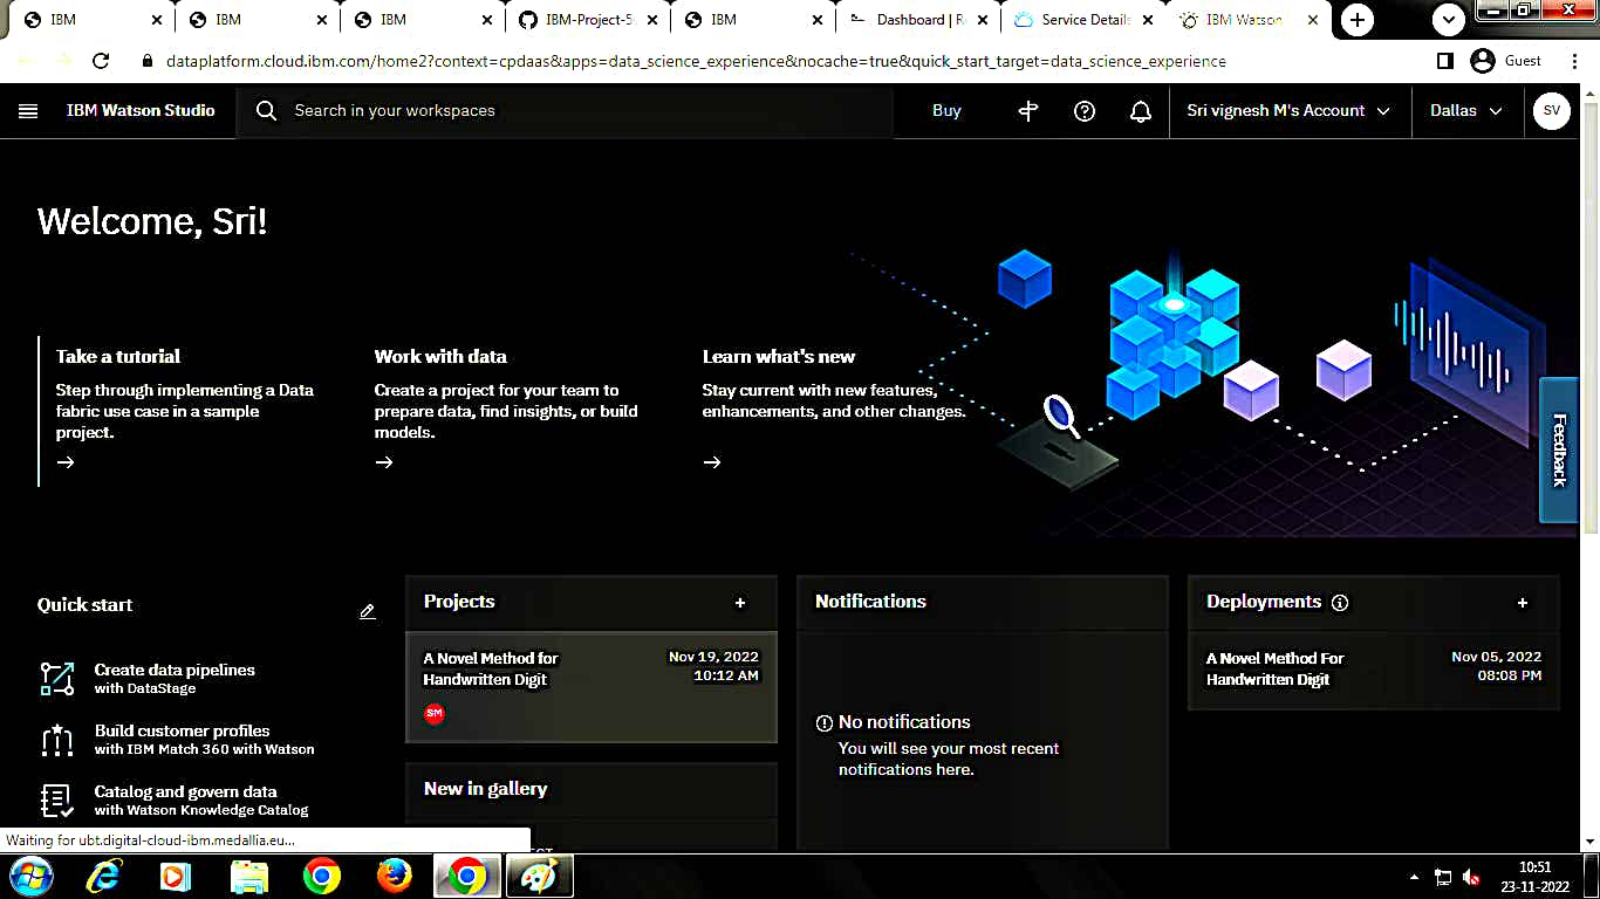 IBM
IBM
IBM
IBM-Project-5
IBM
Dashboard | R
Service Details
IBM Watson
dataplatform.cloud.ibm.com/home2?context=cpdaas&apps=data_science_experience&nocache=true&quick_start_target=data_science_experience
Guest
IBM Watson Studio
Search in your workspaces
Buy
Sri vignesh M's Account
Dallas
SV
Welcome, Sri!
Take a tutorial
Step through implementing a Data
fabric use case in a sample
project.
Work with data
Create a project for your team to
prepare data, find insights, or build
models.
Learn what's new
Stay current with new features,
enhancements, and other changes.
Feedback
Quick start
Create data pipelines
with DataStage
Build customer profiles
with IBM Match 360 with Watson
Catalog and govern data
with Watson Knowledge Catalog
Projects
A Novel Method for
Handwritten Digit
Nov 19, 2022
10:12 AM
SM
New in gallery
Notifications
No notifications
You will see your most recent
notifications here.
Deployments
A Novel Method For
Handwritten Digit
Nov 05, 2022
08:08 PM
Waiting for ubt.digital-cloud-ibm.medallia.eu...
10:51
23-11-2022